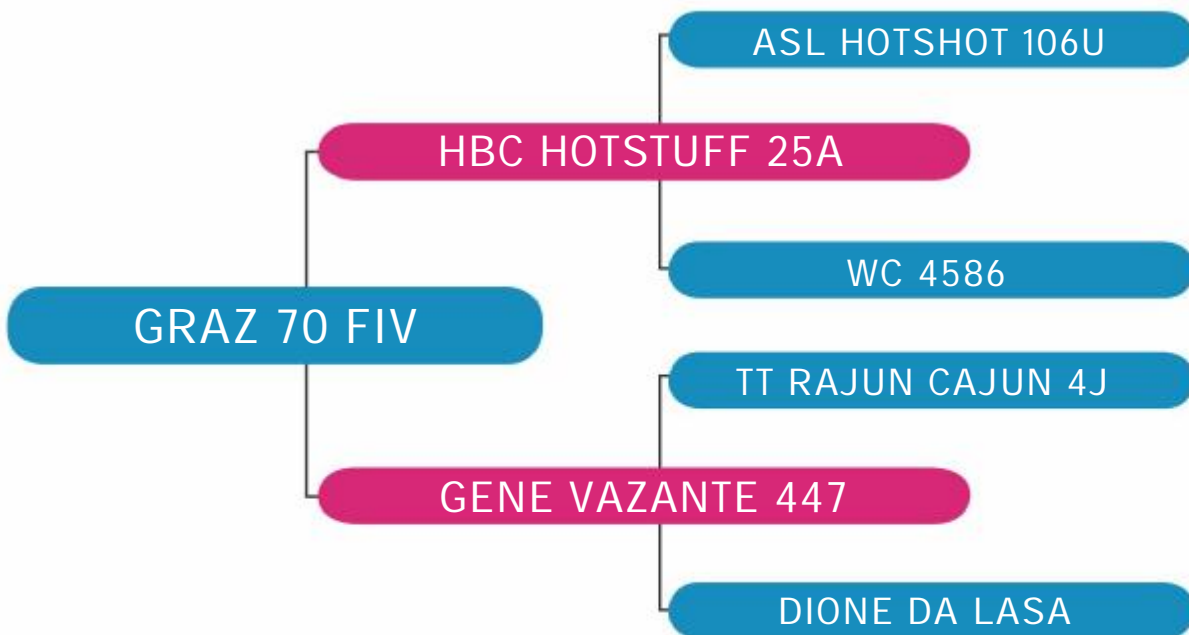 ASL HOTSHOT 106U
HBC HOTSTUFF 25A
WC 4586
GRAZ 70 FIV
TT RAJUN CAJUN 4J
GENE VAZANTE 447
DIONE DA LASA